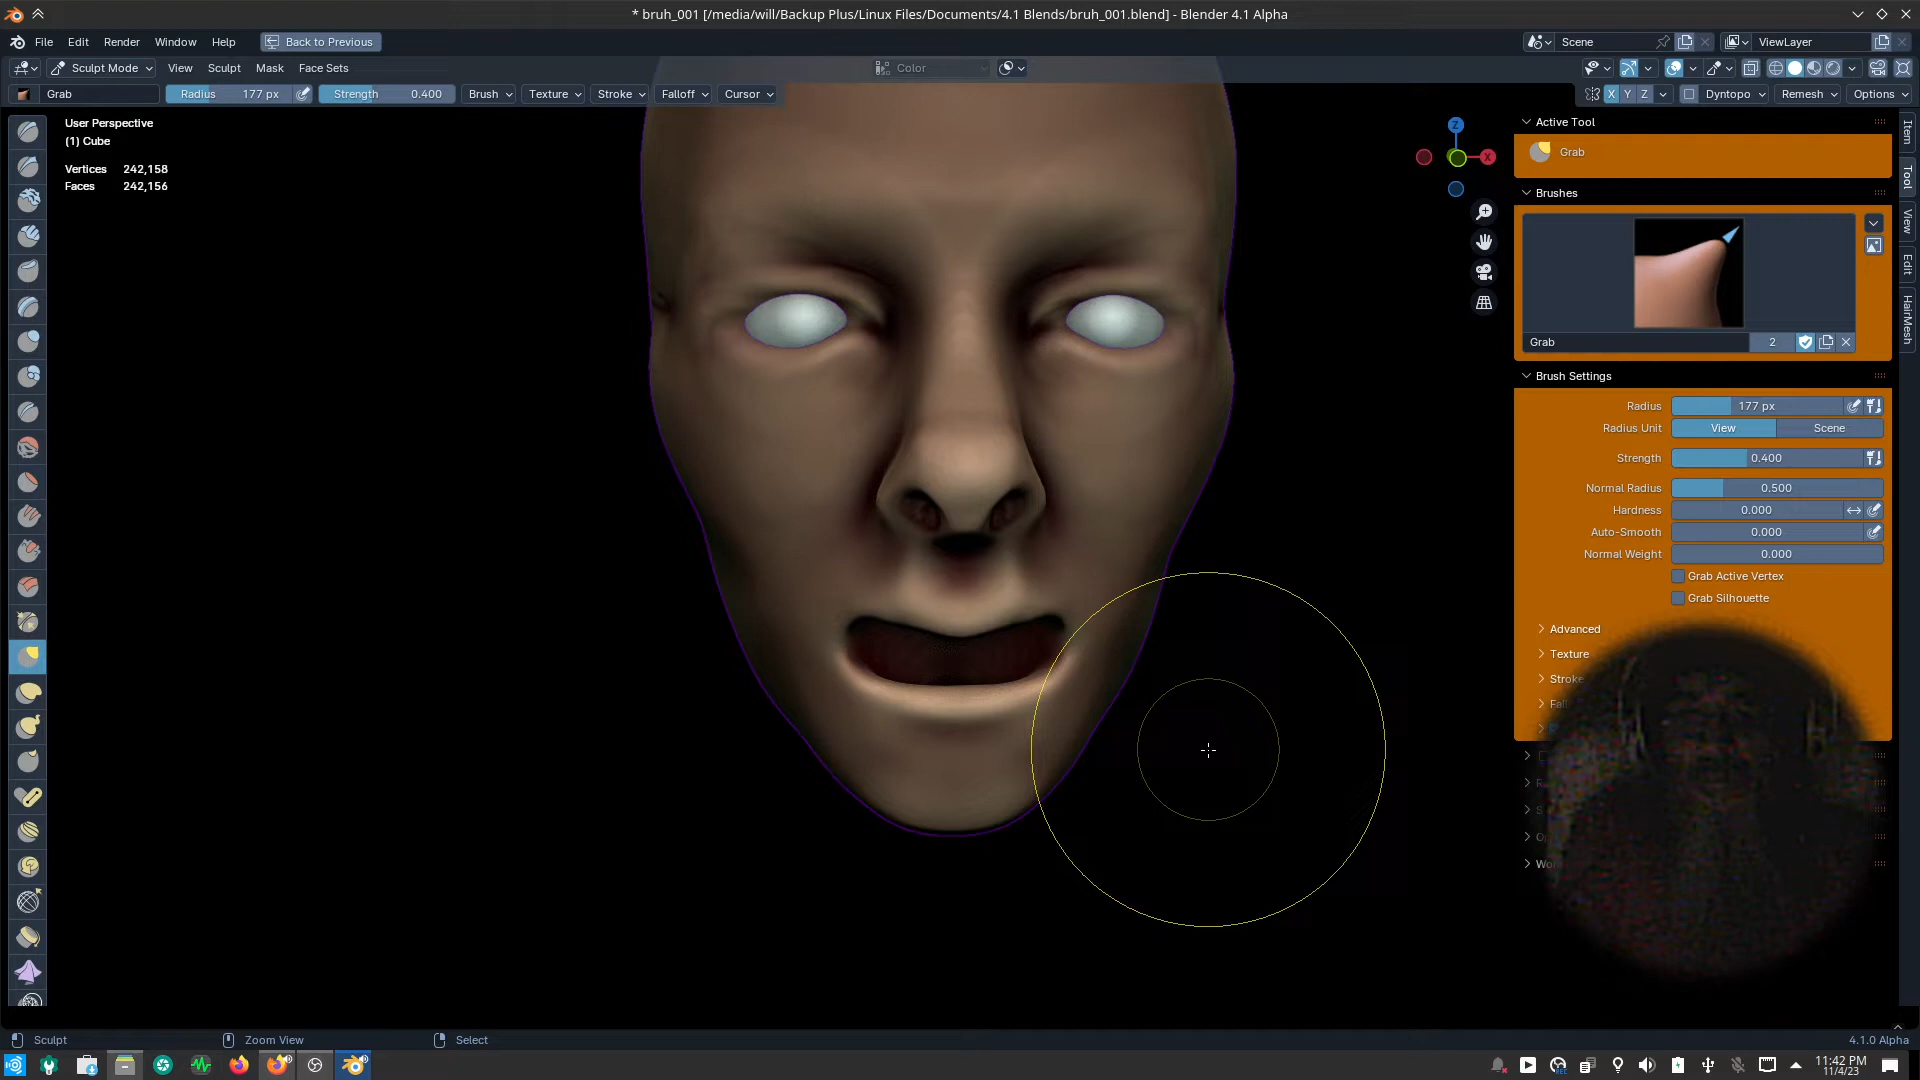 * bruh_001 [/media/will/Backup Plus/Linux Files/Documents/4.1 Blends/bruh_001.blend] - Blender 4.1 Alpha
File Edit Render Window Help Back to Previous Scene ViewLayer
Sculpt Mode View Sculpt Mask Face Sets Color
Grab Radius 177 px Strength 0.400 Brush Texture Stroke Falloff Cursor X Y Z Dyntopo Remesh Options
User Perspective
(1) Cube
Vertices 242,158
Faces 242,156
Z
X
Active Tool
Grab
Brushes
Grab 2
Brush Settings
Radius 177 px
Radius Unit View Scene
Strength 0.400
Normal Radius 0.500
Hardness 0.000
Auto-Smooth 0.000
Normal Weight 0.000
Grab Active Vertex
Grab Silhouette
Advanced
Texture
Stroke
Item
Tool
View
Edit
HairMesh
Sculpt Zoom View Select 4.1.0 Alpha
11:42 PM
11/4/23